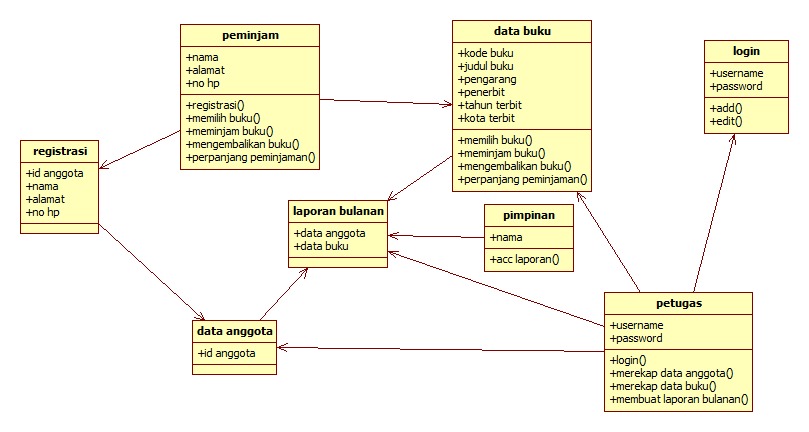 peminjam
+nama
+alamat
+no hp
+registrasi()
+memilih buku()
+meminjam buku()
+mengembalikan buku()
+perpanjang peminjaman()
data buku
+kode buku
+judul buku
+pengarang
+penerbit
+tahun terbit
+kota terbit
+memilih buku()
+meminjam buku()
+mengembalikan buku()
+perpanjang peminjaman()
login
+username
+password
+add()
+edit()
registrasi
+id anggota
+nama
+alamat
+no hp
laporan bulanan
+data anggota
+data buku
pimpinan
+nama
+acc laporan()
data anggota
+id anggota
petugas
+username
+password
+login()
+merekap data anggota()
+merekap data buku()
+membuat laporan bulanan()